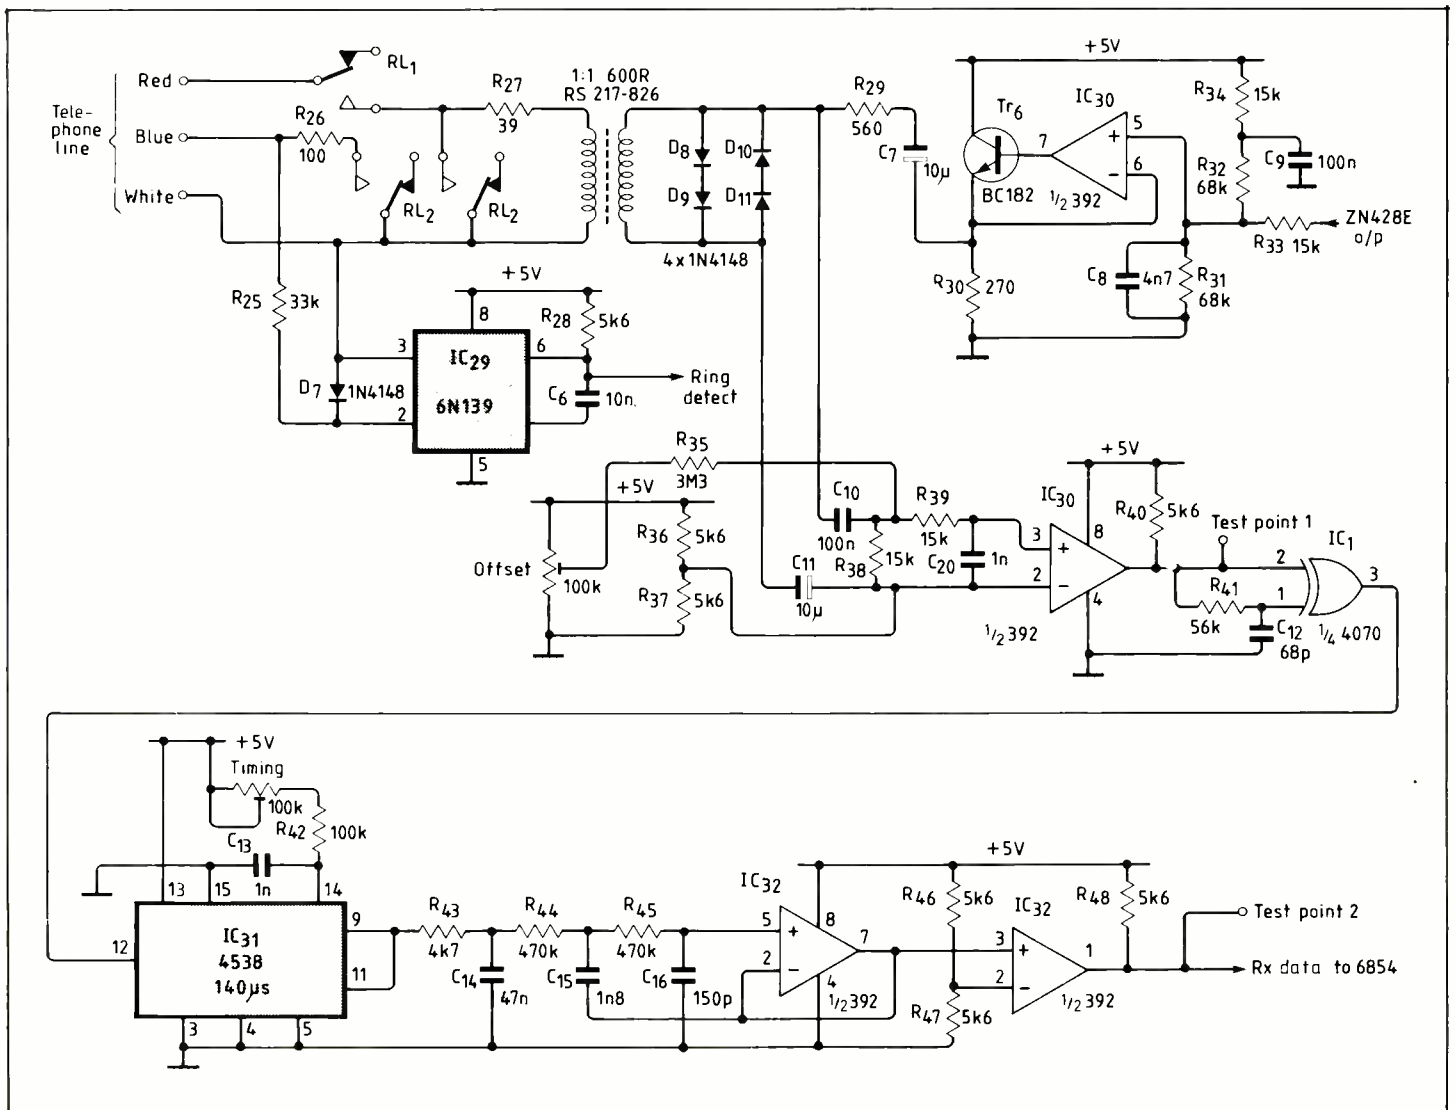 Red
RL1
Tele-
phone
line
Blue
White
R26
100
R27
39
1:1 600R
RS 217-826
RL2
RL2
R25
33k
D7
1N4148
+5V
8
3
IC29
6N139
2
5
6
R28
5k6
C6
10n
Ring
detect
D8
D9
D10
D11
4x1N4148
R29
560
C7
10µ
+5V
Tr6
BC182
IC30
7
5
6
+
−
1/2 392
R34
15k
R32
68k
C9
100n
R33 15k
ZN428E
o/p
R30
270
C8
4n7
R31
68k
R35
3M3
+5V
Offset
100k
R36
5k6
R37
5k6
C10
100n
C11
10µ
R38
15k
R39
15k
C20
1n
IC30
3
2
+
−
8
4
1/2 392
+5V
R40
5k6
Test point 1
IC1
2
1
3
R41
56k
C12
68p
1/4 4070
+5V
Timing
100k
R42
100k
C13
1n
13
15
14
12
IC31
4538
140µs
9
11
3
4
5
R43
4k7
C14
47n
R44
470k
C15
1n8
R45
470k
C16
150p
IC32
5
2
+
−
8
7
4
1/2 392
+5V
R46
5k6
R47
5k6
IC32
3
2
+
−
1
1/2 392
R48
5k6
Test point 2
Rx data to 6854